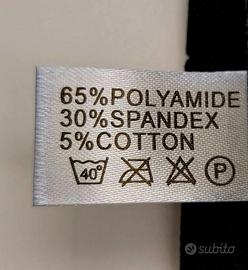 65%POLYAMIDE
30%SPANDEX
5%COTTON
40°
P
subito